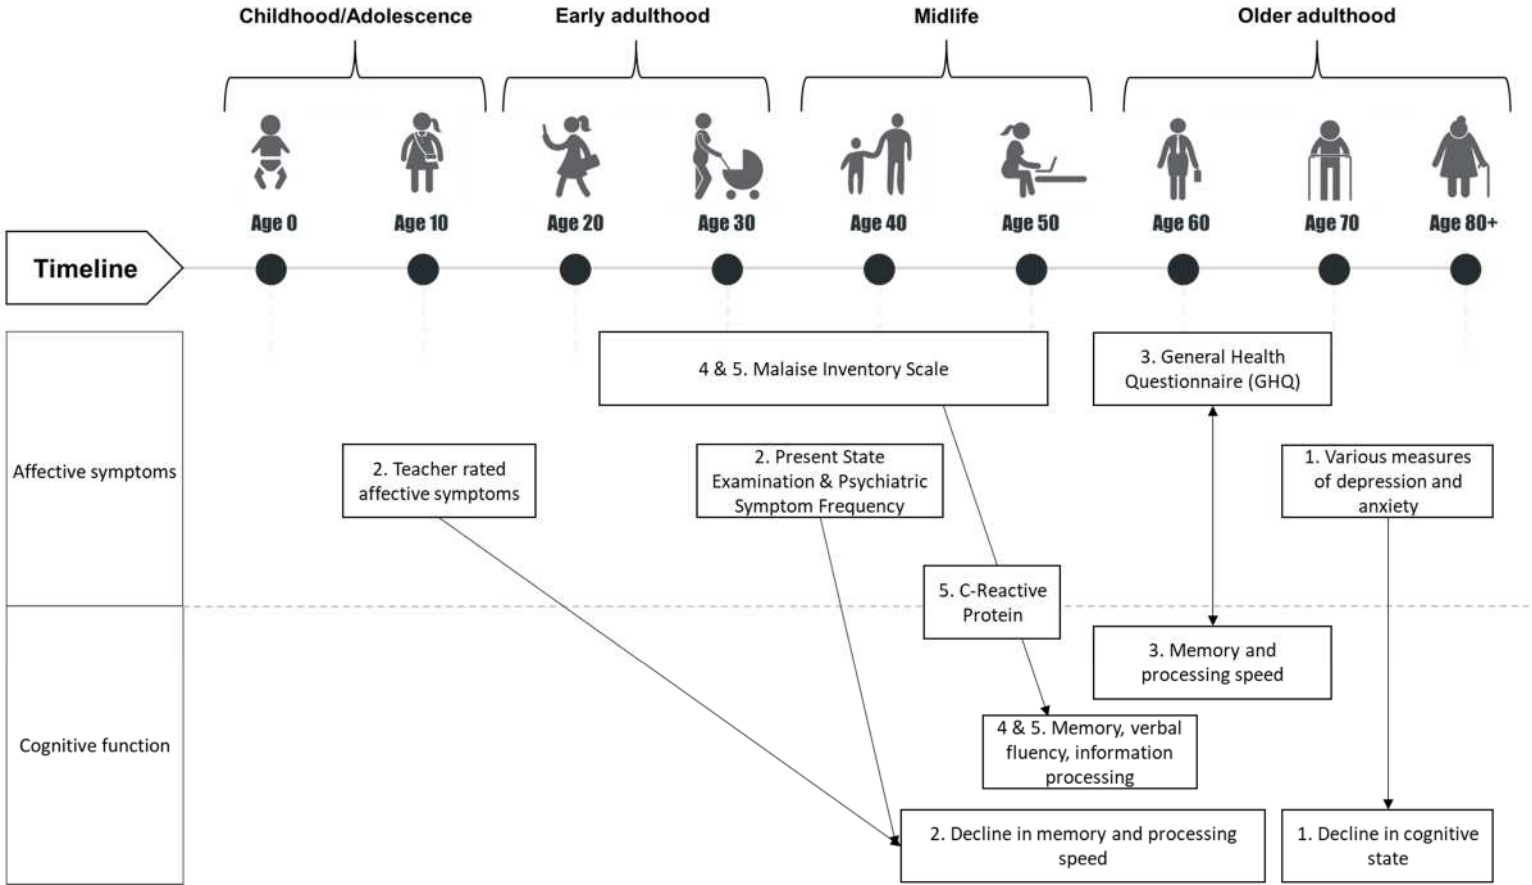 Childhood/Adolescence
Early adulthood
Midlife
Older adulthood
Age 0
Age 10
Age 20
Age 30
Age 40
Age 50
Age 60
Age 70
Age 80+
Timeline
Affective symptoms
4 & 5. Malaise Inventory Scale
3. General Health
Questionnaire (GHQ)
2. Teacher rated
affective symptoms
2. Present State
Examination & Psychiatric
Symptom Frequency
1. Various measures
of depression and
anxiety
5. C-Reactive
Protein
Cognitive function
3. Memory and
processing speed
4 & 5. Memory, verbal
fluency, information
processing
2. Decline in memory and processing
speed
1. Decline in cognitive
state